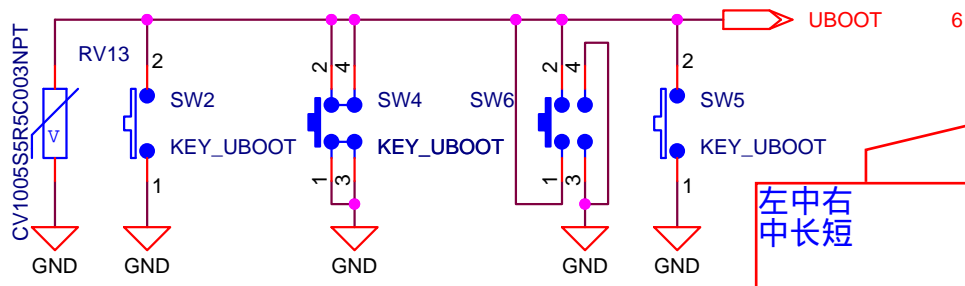 UBOOT 6
CV1005S5R5C003NPT
RV13
V
2
SW2
KEY_UBOOT
1
2 4
SW4
KEY_UBOOT
1 3
SW6
2 4
1 3
2
SW5
KEY_UBOOT
1
GND
GND
GND
GND
GND
左中右
中长短